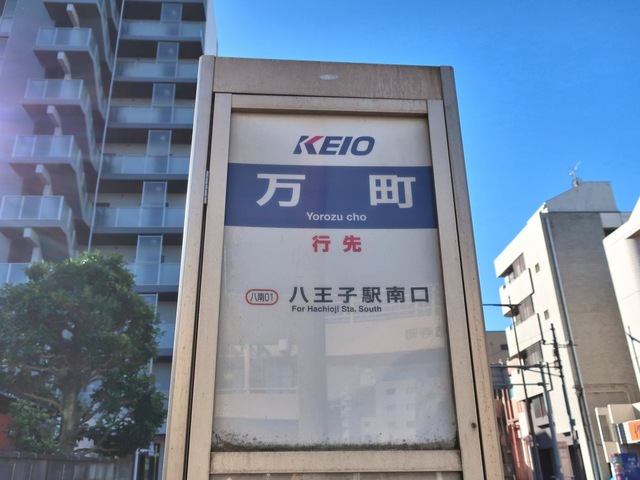 KEIO
万町
Yorozu cho
行先
八南01 八王子駅南口
For Hachioji Sta. South